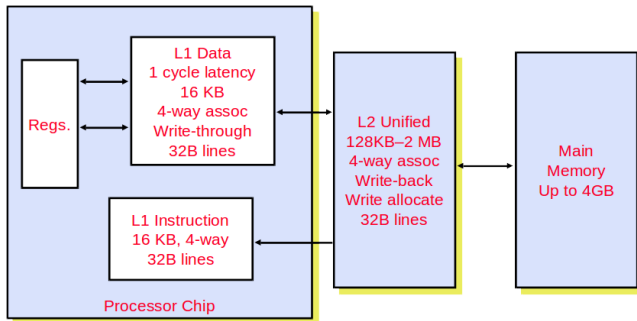 Regs.
L1 Data
1 cycle latency
16 KB
4-way assoc
Write-through
32B lines
L1 Instruction
16 KB, 4-way
32B lines
Processor Chip
L2 Unified
128KB–2 MB
4-way assoc
Write-back
Write allocate
32B lines
Main
Memory
Up to 4GB